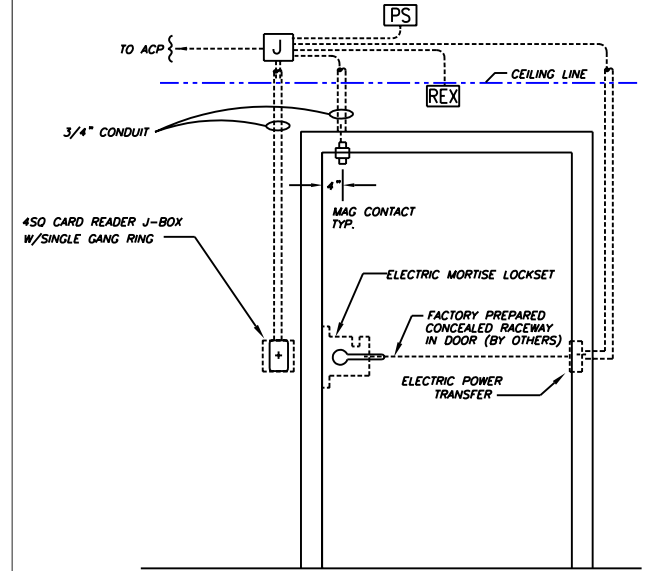 PS
TO ACP
J
CEILING LINE
REX
3/4" CONDUIT
4"
MAG CONTACT
TYP.
4SQ CARD READER J-BOX
W/SINGLE GANG RING
ELECTRIC MORTISE LOCKSET
FACTORY PREPARED
CONCEALED RACEWAY
IN DOOR (BY OTHERS)
ELECTRIC POWER
TRANSFER